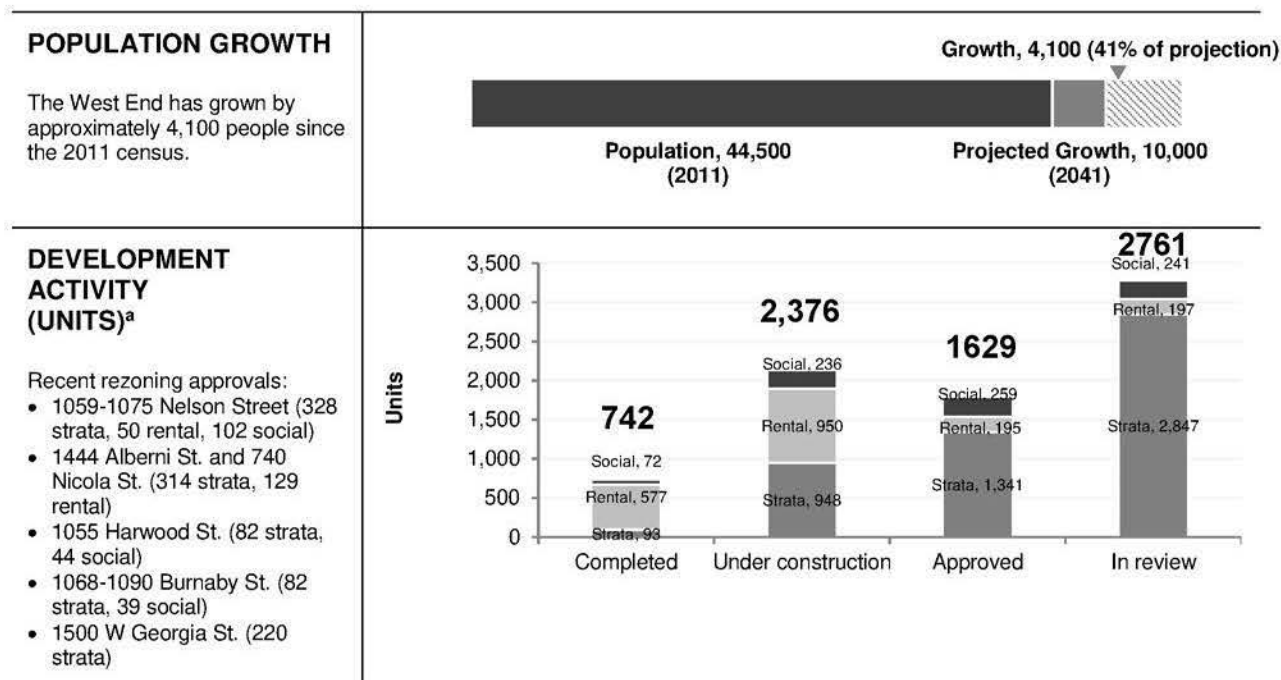 POPULATION GROWTH
The West End has grown by
approximately 4,100 people since
the 2011 census.
Growth, 4,100 (41% of projection)
Population, 44,500
(2011)
Projected Growth, 10,000
(2041)
DEVELOPMENT
ACTIVITY
(UNITS)ᵃ
Recent rezoning approvals:
• 1059-1075 Nelson Street (328
strata, 50 rental, 102 social)
• 1444 Alberni St. and 740
Nicola St. (314 strata, 129
rental)
• 1055 Harwood St. (82 strata,
44 social)
• 1068-1090 Burnaby St. (82
strata, 39 social)
• 1500 W Georgia St. (220
strata)
Units
3,500
3,000
2,500
2,000
1,500
1,000
500
0
742
Social, 72
Rental, 577
Strata, 93
Completed
2,376
Social, 236
Rental, 950
Strata, 948
Under construction
1629
Social, 259
Rental, 195
Strata, 1,341
Approved
2761
Social, 241
Rental, 197
Strata, 2,847
In review